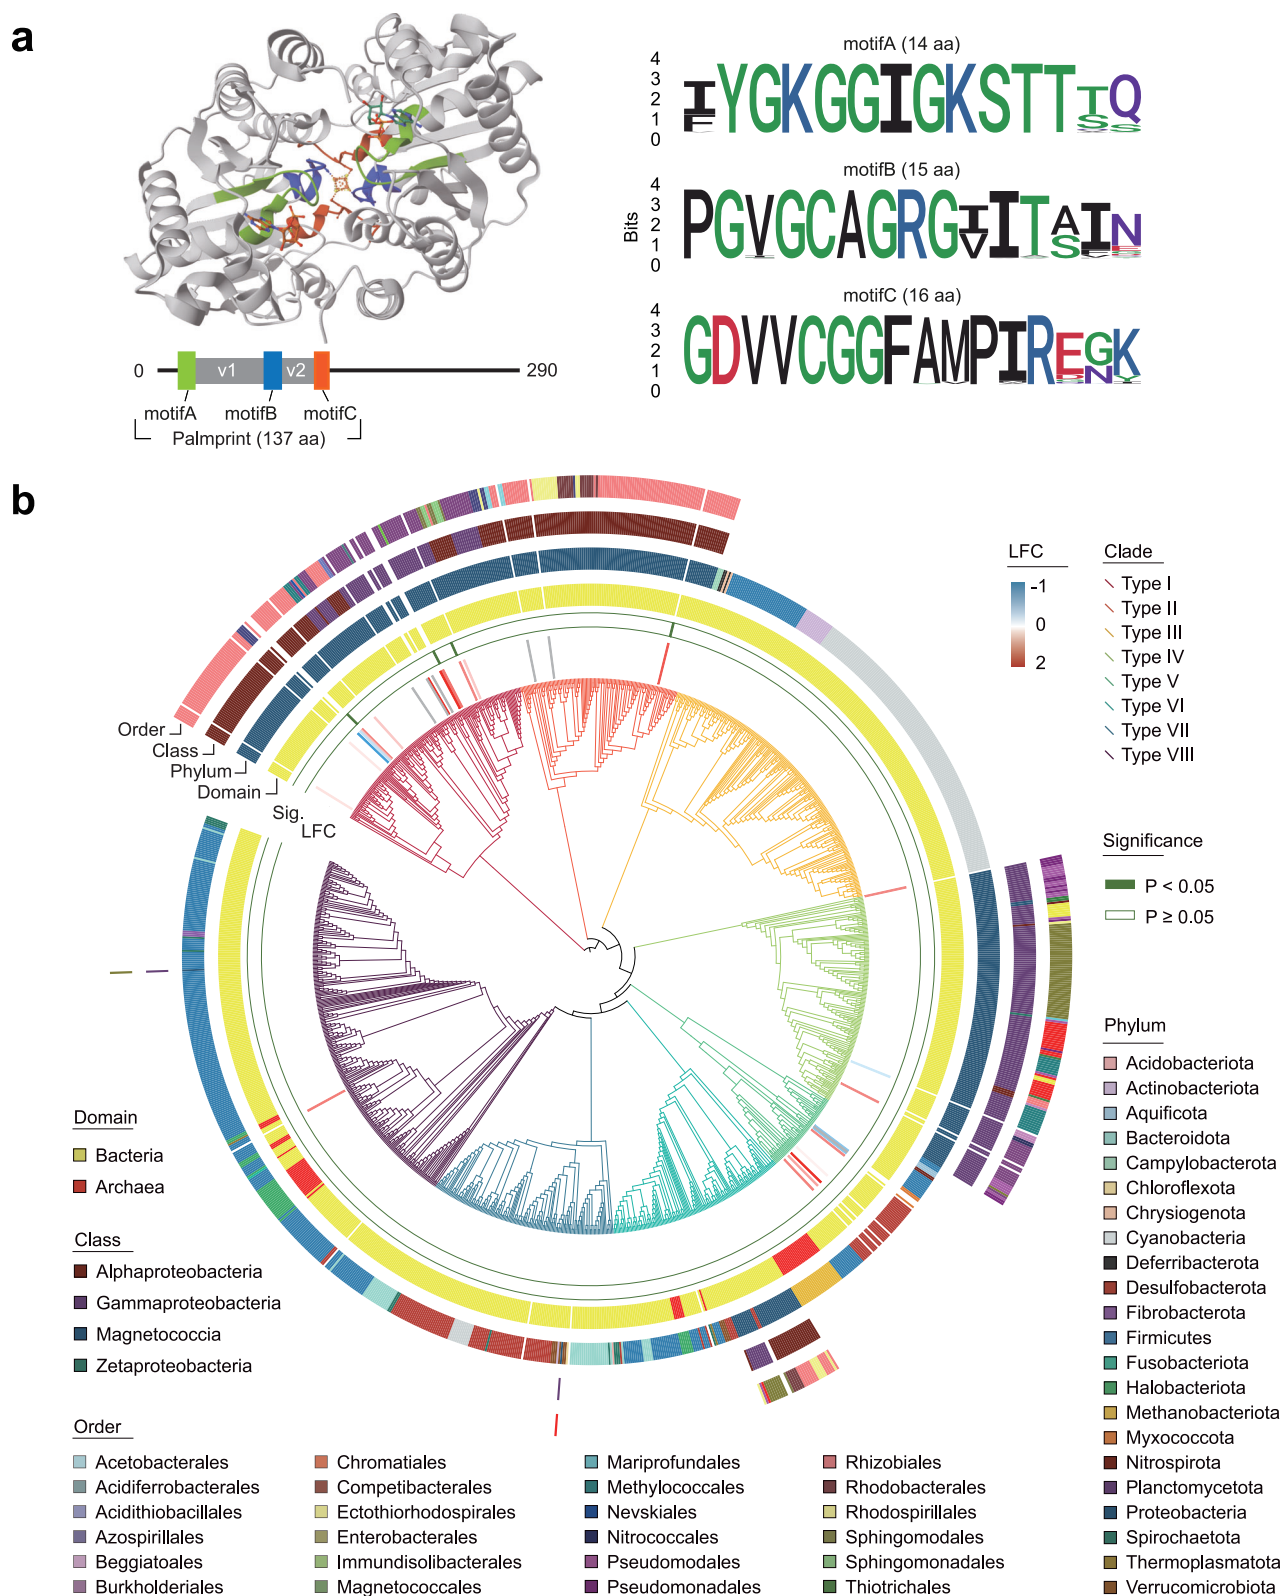 a
motifA (14 aa)
4
3
2
1
0
IYGKGGIGKSTTTQ
motifB (15 aa)
Bits
4
3
2
1
0
PGVGCAGRGIITAIN
motifC (16 aa)
4
3
2
1
0
GDVVCGGFAMPIREGK
0
v1
v2
290
motifA
motifB
motifC
Palmprint (137 aa)
b
Order
Class
Phylum
Domain
Sig.
LFC
LFC
-1
0
2
Clade
Type I
Type II
Type III
Type IV
Type V
Type VI
Type VII
Type VIII
Significance
P < 0.05
P ≥ 0.05
Phylum
Acidobacteriota
Actinobacteriota
Aquificota
Bacteroidota
Campylobacterota
Chloroflexota
Chrysiogenota
Cyanobacteria
Deferribacterota
Desulfobacterota
Fibrobacterota
Firmicutes
Fusobacteriota
Halobacteriota
Methanobacteriota
Myxococcota
Nitrospirota
Planctomycetota
Proteobacteria
Spirochaetota
Thermoplasmatota
Verrucomicrobiota
Domain
Bacteria
Archaea
Class
Alphaproteobacteria
Gammaproteobacteria
Magnetococcia
Zetaproteobacteria
Order
Acetobacterales
Acidiferrobacterales
Acidithiobacillales
Azospirillales
Beggiatoales
Burkholderiales
Chromatiales
Competibacterales
Ectothiorhodospirales
Enterobacterales
Immundisolibacterales
Magnetococcales
Mariprofundales
Methylococcales
Nevskiales
Nitrococcales
Pseudomodales
Pseudomonadales
Rhizobiales
Rhodobacterales
Rhodospirillales
Sphingomodales
Sphingomonadales
Thiotrichales